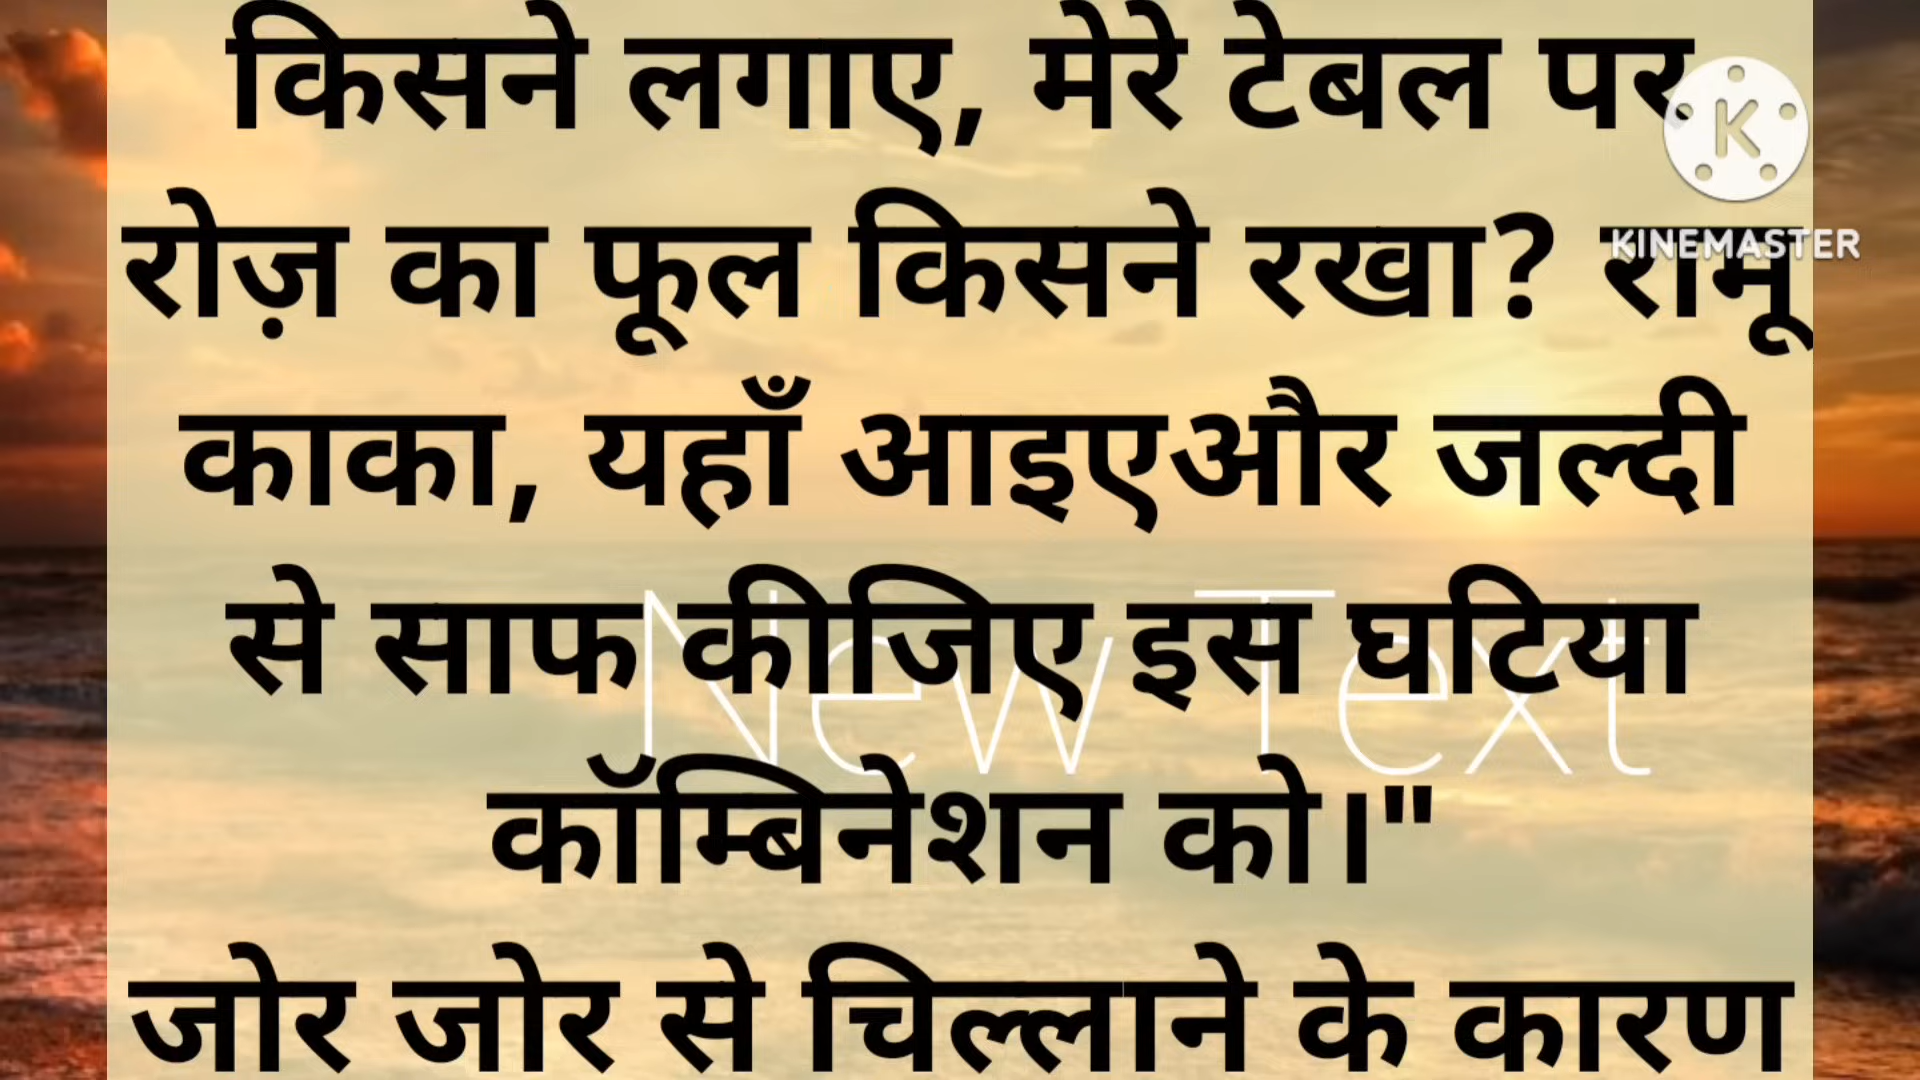 किसने लगाए, मेरे टेबल पर
रोज़ का फूल किसने रखा? रामू
काका, यहाँ आइएऔर जल्दी
से साफ कीजिए इस घटिया
कॉम्बिनेशन को।"
जोर जोर से चिल्लाने के कारण
K
KINEMASTER
New Text